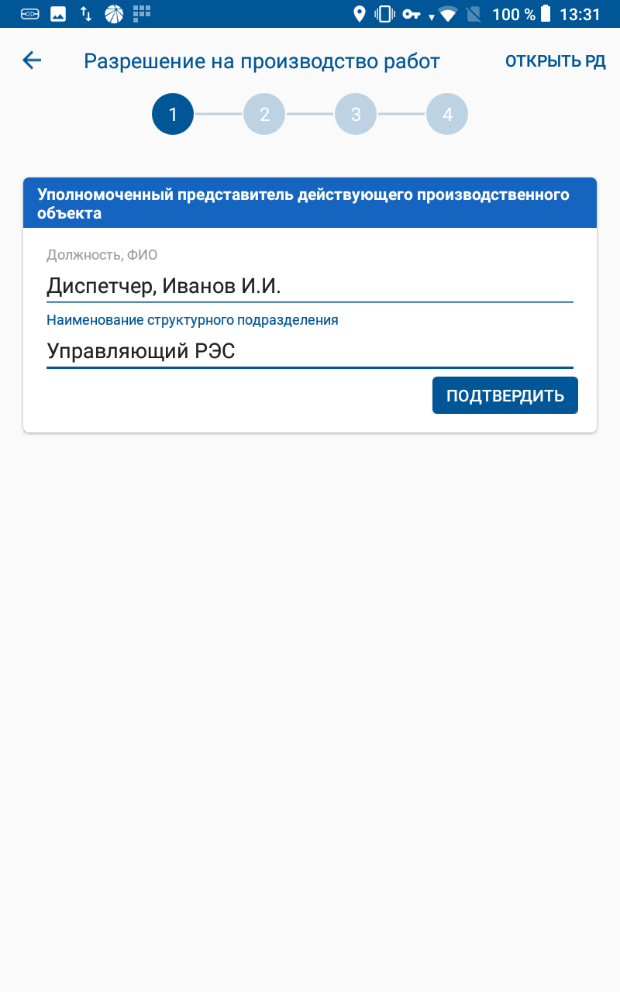 100 % 13:31
Разрешение на производство работ ОТКРЫТЬ РД
1 2 3 4
Уполномоченный представитель действующего производственного
объекта
Должность, ФИО
Диспетчер, Иванов И.И.
Наименование структурного подразделения
Управляющий РЭС
ПОДТВЕРДИТЬ